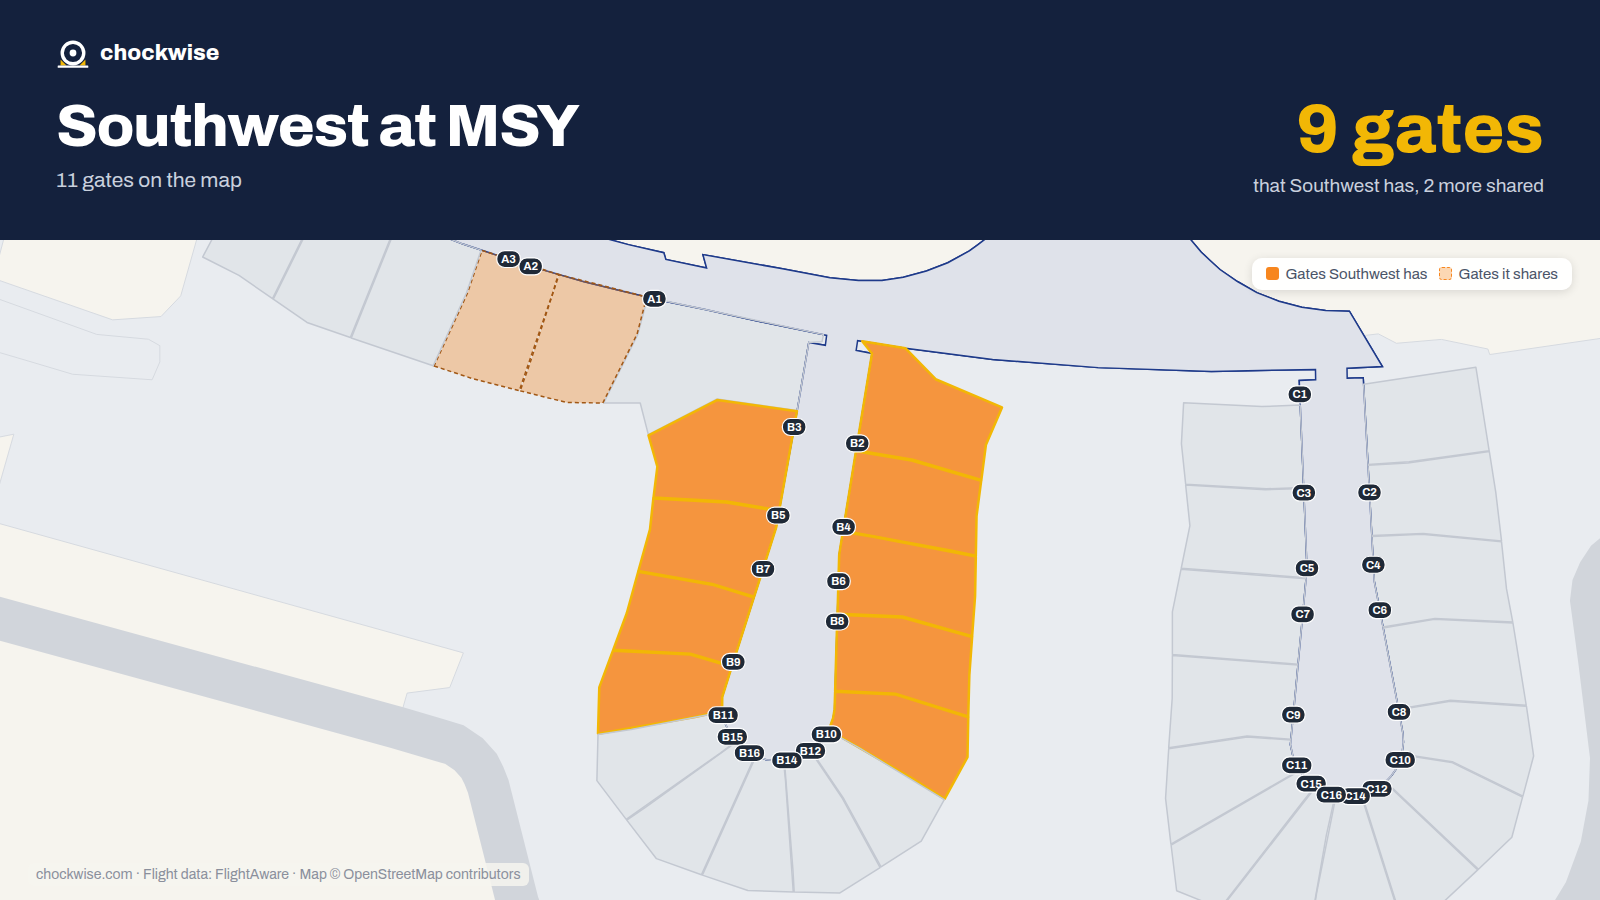 chockwise
Southwest at MSY
11 gates on the map
9 gates
that Southwest has, 2 more shared
Gates Southwest has
Gates it shares
A3
A2
A1
B3
B2
B5
B4
B7
B6
B8
B9
B11
B15
B16
B14
B12
B10
C1
C3
C2
C5
C4
C7
C6
C9
C8
C11
C10
C15
C16
C14
C12
chockwise.com · Flight data: FlightAware · Map © OpenStreetMap contributors